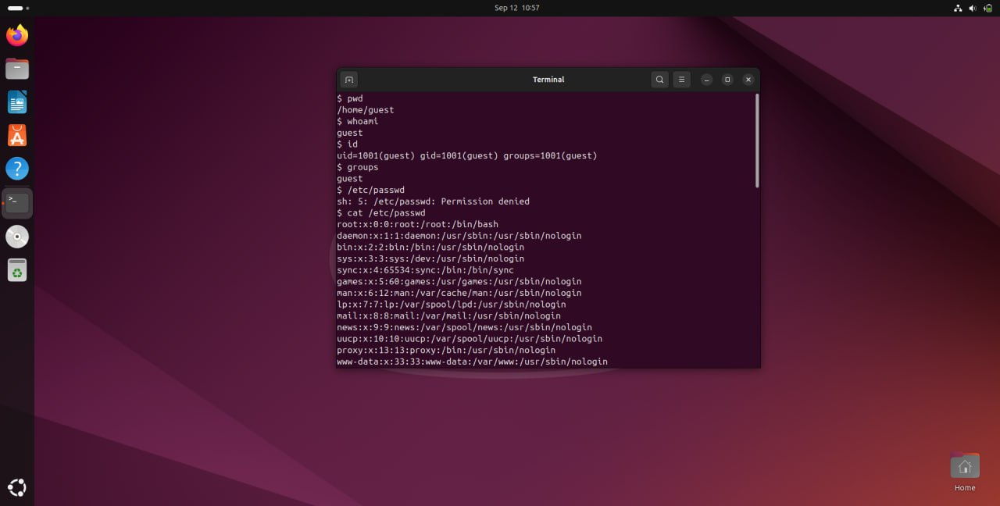 Sep 12 10:57
Terminal
$ pwd
/home/guest
$ whoami
guest
$ id
uid=1001(guest) gid=1001(guest) groups=1001(guest)
$ groups
guest
$ /etc/passwd
sh: 5: /etc/passwd: Permission denied
$ cat /etc/passwd
root:x:0:0:root:/root:/bin/bash
daemon:x:1:1:daemon:/usr/sbin:/usr/sbin/nologin
bin:x:2:2:bin:/bin:/usr/sbin/nologin
sys:x:3:3:sys:/dev:/usr/sbin/nologin
sync:x:4:65534:sync:/bin:/bin/sync
games:x:5:60:games:/usr/games:/usr/sbin/nologin
man:x:6:12:man:/var/cache/man:/usr/sbin/nologin
lp:x:7:7:lp:/var/spool/lpd:/usr/sbin/nologin
mail:x:8:8:mail:/var/mail:/usr/sbin/nologin
news:x:9:9:news:/var/spool/news:/usr/sbin/nologin
uucp:x:10:10:uucp:/var/spool/uucp:/usr/sbin/nologin
proxy:x:13:13:proxy:/bin:/usr/sbin/nologin
www-data:x:33:33:www-data:/var/www:/usr/sbin/nologin
Home